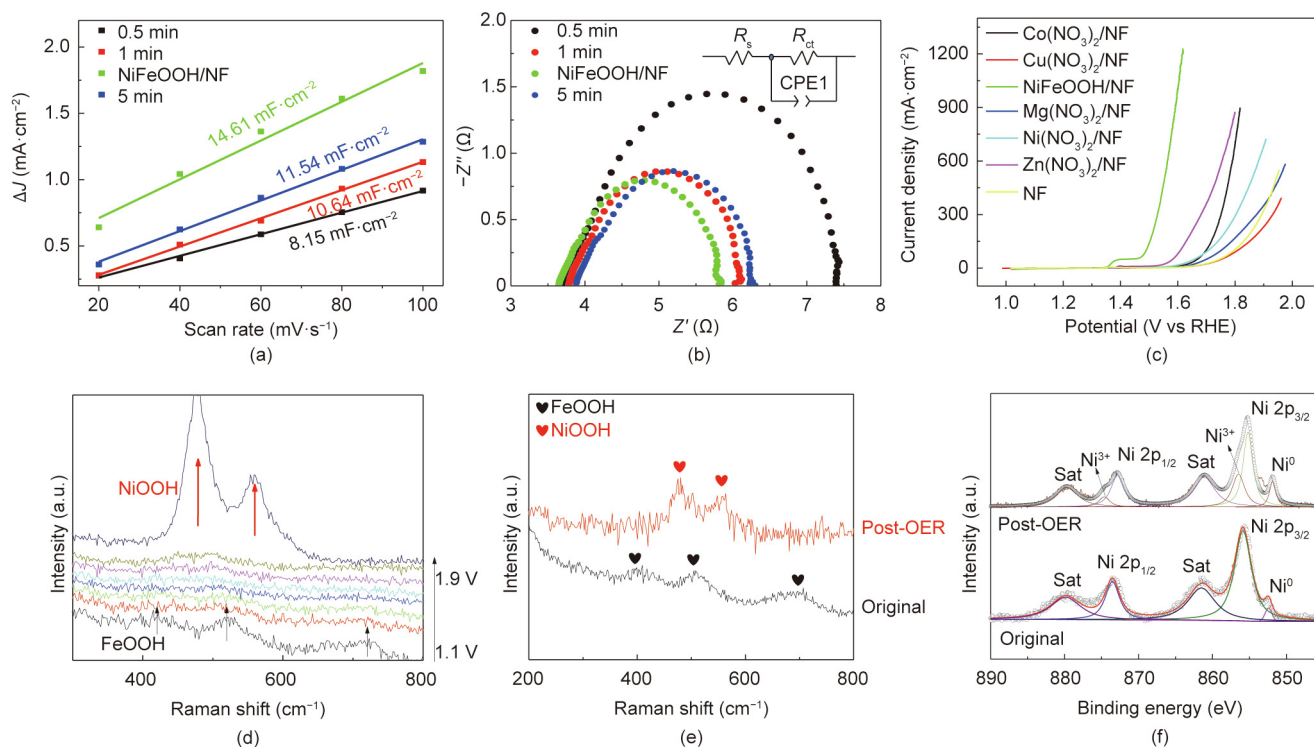 0.5 min
1 min
NiFeOOH/NF
5 min
14.61 mF·cm⁻²
11.54 mF·cm⁻²
10.64 mF·cm⁻²
8.15 mF·cm⁻²
2.0
1.5
1.0
0.5
ΔJ (mA·cm⁻²)
20 40 60 80 100
Scan rate (mV·s⁻¹)
(a)
0.5 min
1 min
NiFeOOH/NF
5 min
Rs
Rct
CPE1
2.0
1.5
1.0
0.5
0
−Z″ (Ω)
3 4 5 6 7 8
Z′ (Ω)
(b)
Co(NO₃)₂/NF
Cu(NO₃)₂/NF
NiFeOOH/NF
Mg(NO₃)₂/NF
Ni(NO₃)₂/NF
Zn(NO₃)₂/NF
NF
1200
900
600
300
0
Current density (mA·cm⁻²)
1.0 1.2 1.4 1.6 1.8 2.0
Potential (V vs RHE)
(c)
NiOOH
FeOOH
1.9 V
1.1 V
Intensity (a.u.)
400 600 800
Raman shift (cm⁻¹)
(d)
FeOOH
NiOOH
Post-OER
Original
Intensity (a.u.)
200 400 600 800
Raman shift (cm⁻¹)
(e)
Ni 2p₃/₂
Ni³⁺
Ni³⁺
Ni 2p₁/₂
Sat
Sat
Ni⁰
Post-OER
Ni 2p₃/₂
Sat
Ni 2p₁/₂
Sat
Ni⁰
Original
Intensity (a.u.)
890 880 870 860 850
Binding energy (eV)
(f)